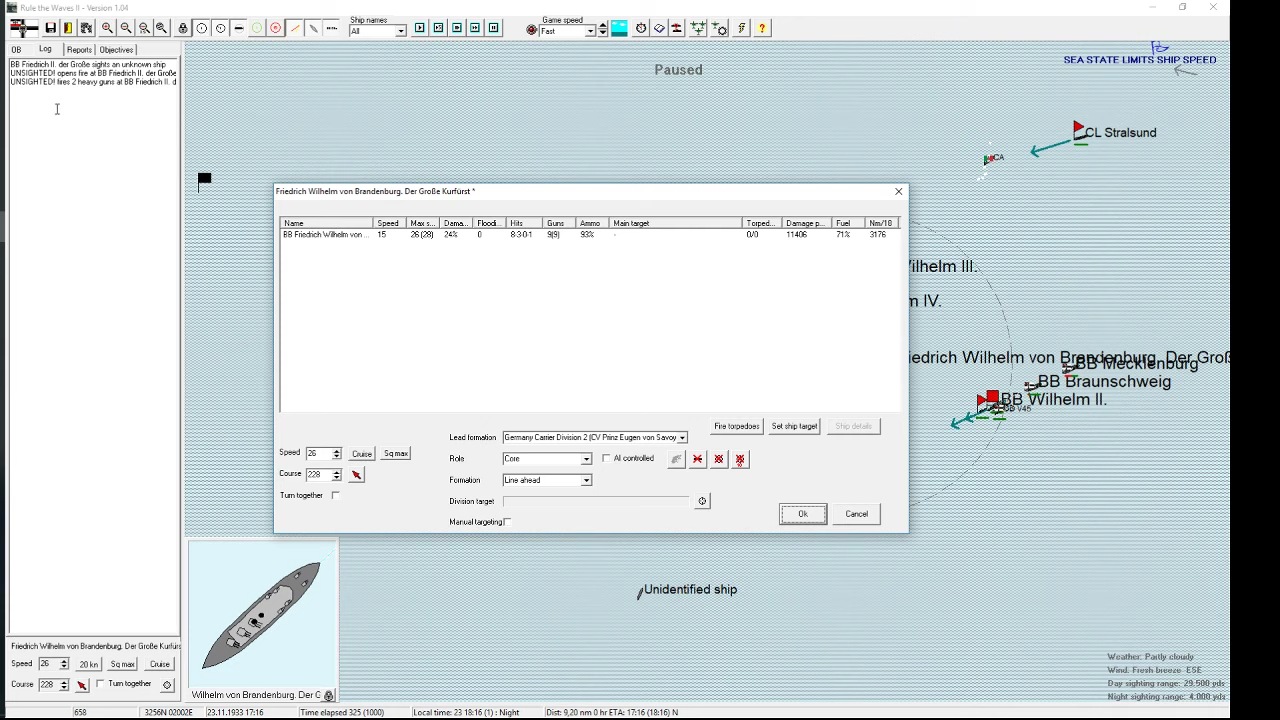 Rule the Waves II - Version 1.04
Ship names
All
Game speed
Fast
OB Log Reports Objectives
BB Friedrich II. der Große sights an unknown ship
UNSIGHTED! opens fire at BB Friedrich II. der Große
UNSIGHTED! fires 2 heavy guns at BB Friedrich II. d
Paused
SEA STATE LIMITS SHIP SPEED
CL Stralsund
CA
Friedrich Wilhelm von Brandenburg. Der Große Kurfürst *
Name Speed Max s... Dama... Floodi... Hits Guns Ammo Main target Torped... Damage p... Fuel Nm/18
BB Friedrich Wilhelm von ... 15 26 (28) 24% 0 8-3-0-1 9(9) 93% - 0/0 11406 71% 3176
ilhelm III.
m IV.
iedrich Wilhelm von Brandenburg. Der Groß
BB Mecklenburg
BB Braunschweig
BB Wilhelm II.
Fire torpedoes Set ship target Ship details
Lead formation Germany Carrier Division 2 (CV Prinz Eugen von Savoy
Speed 26 Cruise Sq max
Role Core AI controlled
Course 228
Formation Line ahead
Turn together
Division target
Manual targeting
Ok Cancel
Unidentified ship
Friedrich Wilhelm von Brandenburg. Der Große Kurfürs
Speed 26 20 kn Sq max Cruise
Course 228 Turn together
Wilhelm von Brandenburg. Der G
Weather: Partly cloudy
Wind: Fresh breeze ESE
Day sighting range: 29,500 yds
Night sighting range: 4,000 yds
658 3256N 02002E 23.11.1933 17:16 Time elapsed 325 (1000) Local time: 23 18:16 (1) : Night Dist: 9,20 nm 0 hr ETA: 17:16 (18:16) N